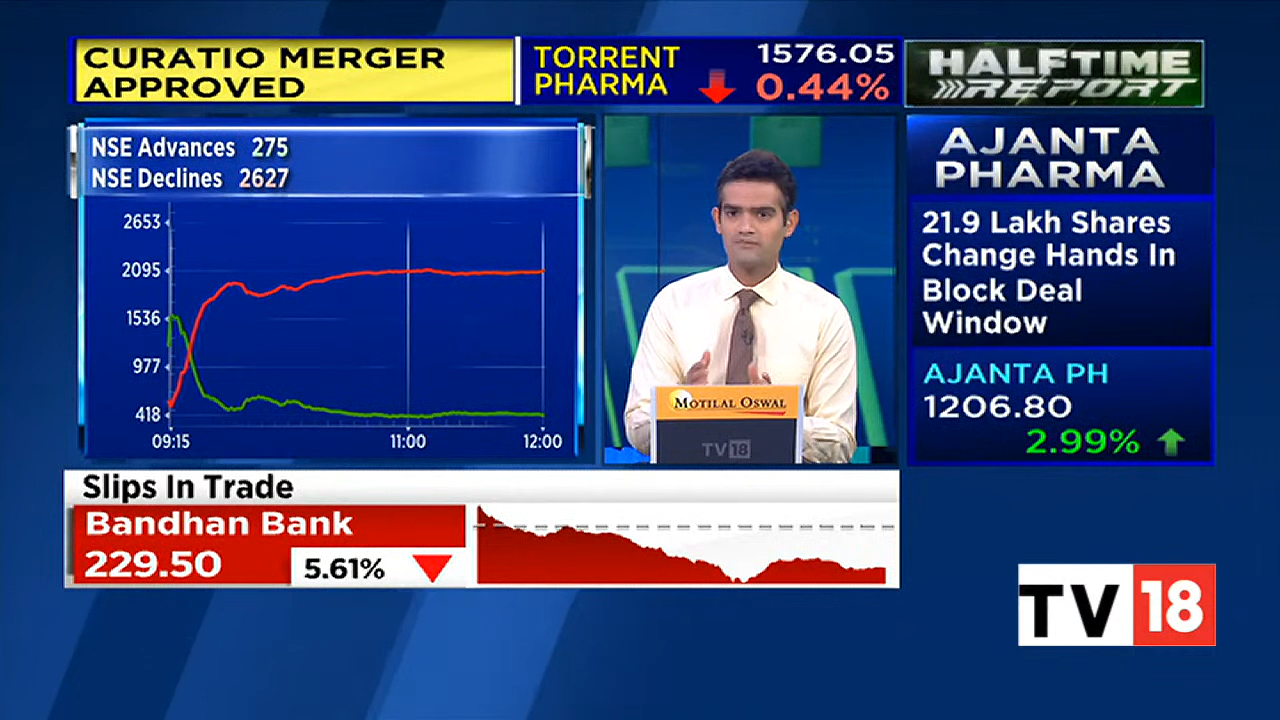 CURATIO MERGER
APPROVED
TORRENT
PHARMA
1576.05
0.44%
HALFTIME
REPORT
NSE Advances 275
NSE Declines 2627
2653
2095
1536
977
418
09:15
11:00
12:00
MOTILAL OSWAL
TV18
AJANTA
PHARMA
21.9 Lakh Shares
Change Hands In
Block Deal
Window
AJANTA PH
1206.80
2.99%
Slips In Trade
Bandhan Bank
229.50
5.61%
TV18